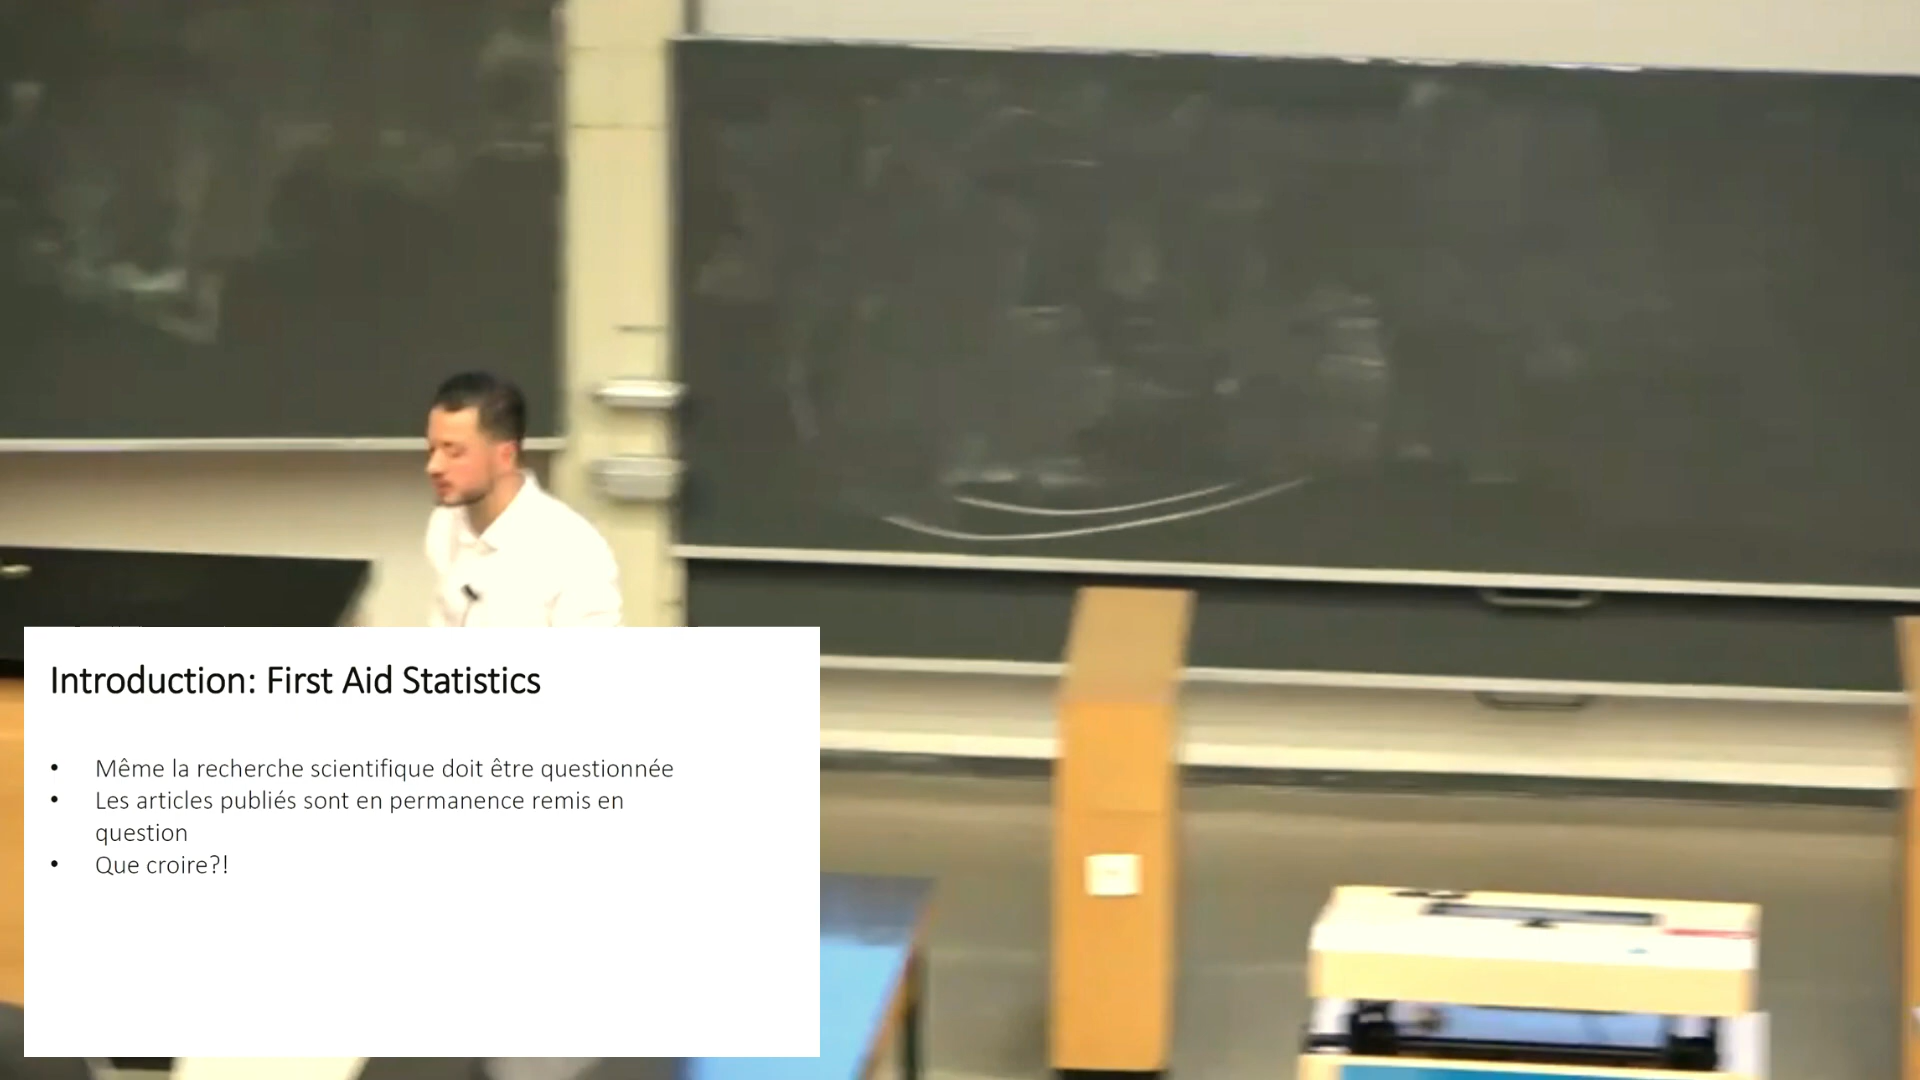 Introduction: First Aid Statistics
• Même la recherche scientifique doit être questionnée
• Les articles publiés sont en permanence remis en
question
• Que croire?!